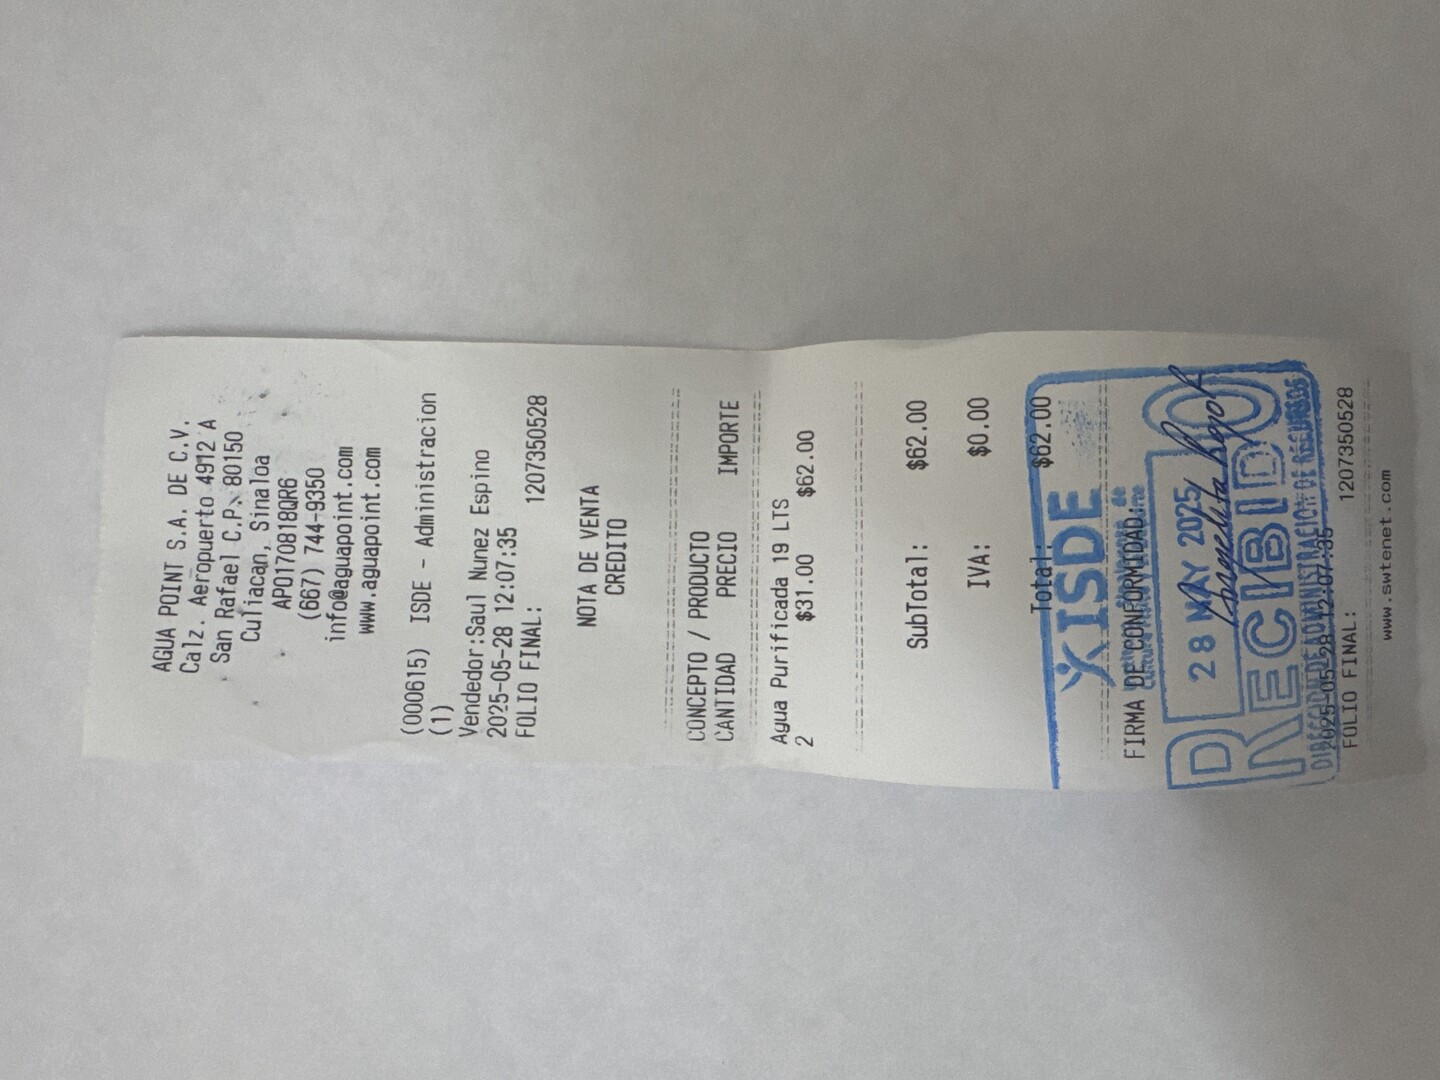 AGUA POINT S.A. DE C.V.
Calz. Aeropuerto 4912 A
San Rafael C.P. 80150
Culiacan, Sinaloa
APO170818QR6
(667) 744-9350
info@aguapoint.com
www.aguapoint.com
(000615) ISDE - Administracion
(1)
Vendedor:Saul Nunez Espino
2025-05-28 12:07:35
FOLIO FINAL: 1207350528
NOTA DE VENTA
CREDITO
CONCEPTO / PRODUCTO
CANTIDAD PRECIO IMPORTE
Agua Purificada 19 LTS
2 $31.00 $62.00
SubTotal: $62.00
IVA: $0.00
Total: $62.00
ISDE
FIRMA DE CONFORMIDAD:
28 MAY 2025
RECIBIDO
DIRECCION DE ADMINISTRACION DE RECURSOS
2025-05-28 12:07:35
FOLIO FINAL: 1207350528
www.swtenet.com